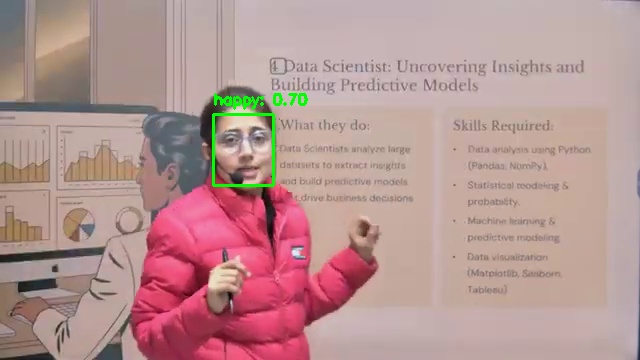 happy: 0.70
4 Data Scientist: Uncovering Insights and
Building Predictive Models
What they do:
Data Scientists analyze large
datasets to extract insights
and build predictive models
drive business decisions
Skills Required:
• Data analysis using Python
(Pandas, NumPy).
• Statistical modeling &
probability.
• Machine learning &
predictive modeling
• Data visualization
(Matplotlib, Seaborn,
Tableau)